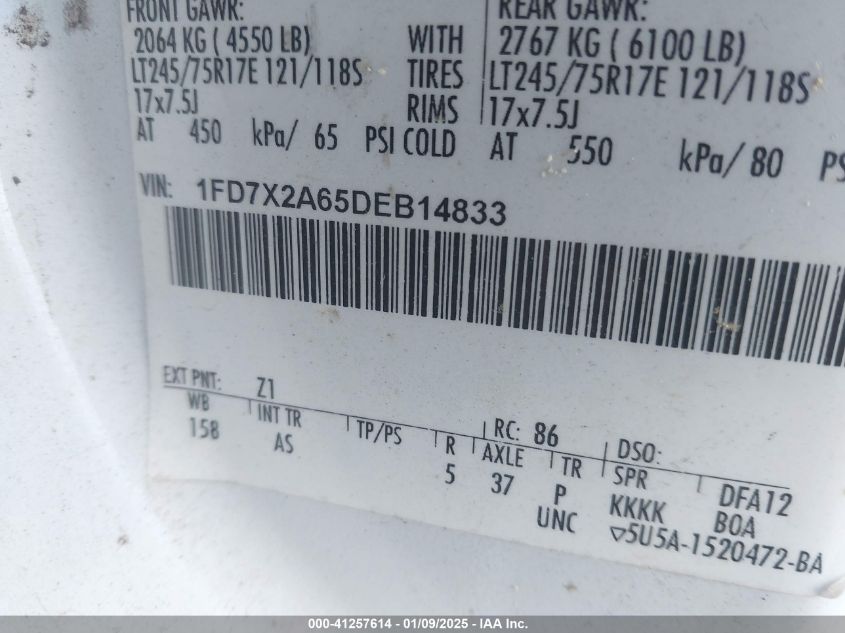 FRONT GAWR: REAR GAWR:
2064 KG ( 4550 LB) WITH 2767 KG ( 6100 LB)
LT245/75R17E 121/118S TIRES LT245/75R17E 121/118S
17x7.5J RIMS 17x7.5J
AT 450 kPa/ 65 PSI COLD AT 550 kPa/ 80 PS
VIN: 1FD7X2A65DEB14833
EXT PNT: Z1 RC: 86 DSO:
WB INT TR TP/PS R AXLE TR SPR DFA12
158 AS 5 37 P KKKK BOA
UNC ▽5U5A-1520472-BA
000-41257614 - 01/09/2025 - IAA Inc.